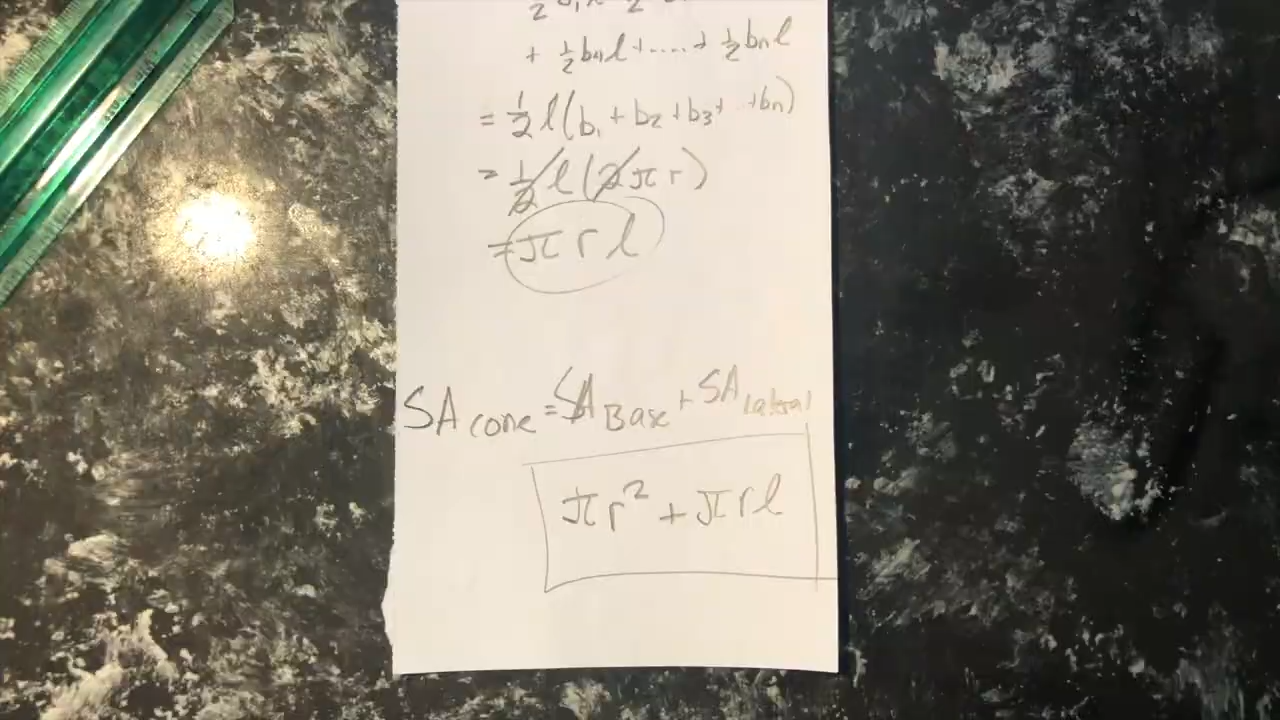 + ½b₄l+.....+ ½bₙl
= ½l(b₁ + b₂ + b₃+ ..+bₙ)
= ½l(2πr)
= πrl
SA cone = SA Base + SA lateral
πr² + πrl